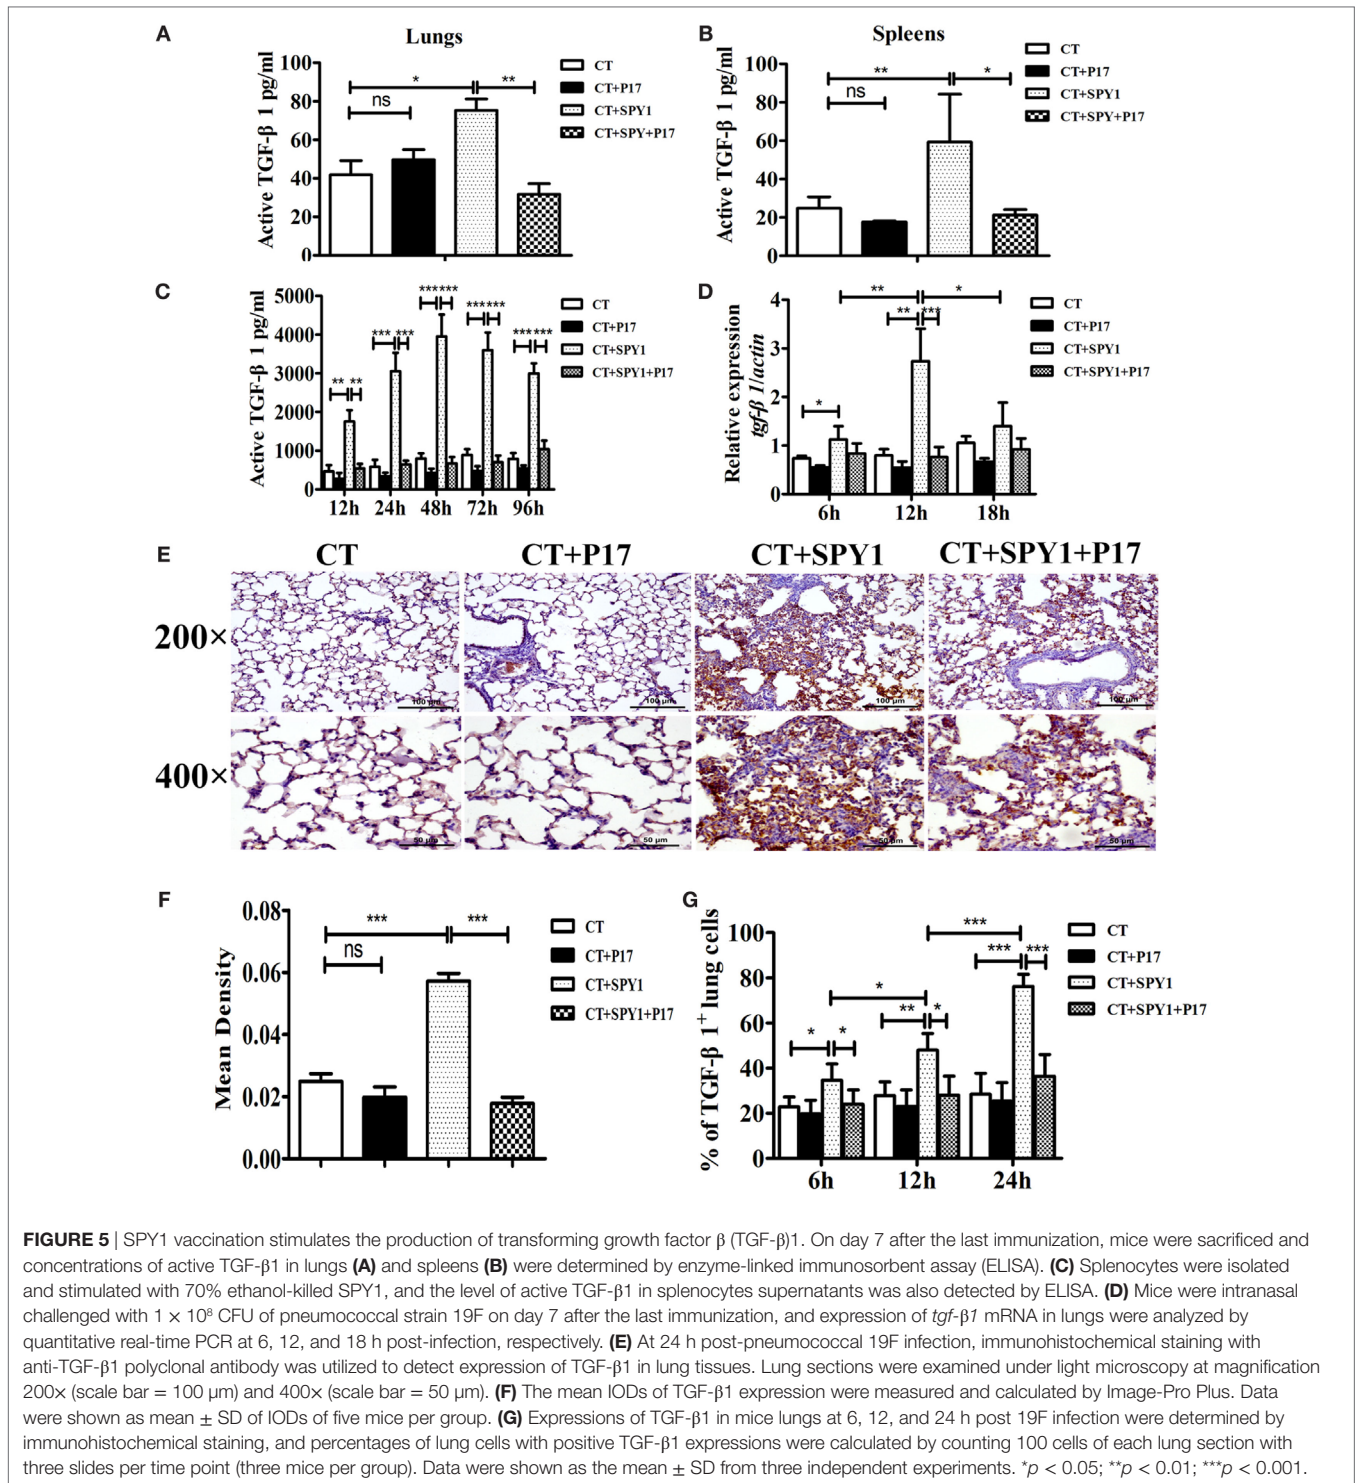 A
Lungs
Active TGF-β 1 pg/ml
100
80
60
40
20
0
*
**
ns
CT
CT+P17
CT+SPY1
CT+SPY+P17
B
Spleens
Active TGF-β 1 pg/ml
100
80
60
40
20
0
**
*
ns
CT
CT+P17
CT+SPY1
CT+SPY+P17
C
Active TGF-β 1 pg/ml
5000
4000
3000
2000
1000
0
** **
*** ***
*** ***
*** ***
*** ***
12h 24h 48h 72h 96h
CT
CT+P17
CT+SPY1
CT+SPY1+P17
D
Relative expression
tgf-β 1/actin
4
3
2
1
0
** *
** ***
*
6h 12h 18h
CT
CT+P17
CT+SPY1
CT+SPY1+P17
E
CT CT+P17 CT+SPY1 CT+SPY1+P17
200×
100 μm 100 μm 100 μm 100 μm
400×
50 μm 50 μm 50 μm 50 μm
F
Mean Density
0.08
0.06
0.04
0.02
0.00
*** ***
ns
CT
CT+P17
CT+SPY1
CT+SPY1+P17
G
% of TGF-β 1⁺ lung cells
100
80
60
40
20
0
***
*** ***
*
** *
* *
6h 12h 24h
CT
CT+P17
CT+SPY1
CT+SPY1+P17
FIGURE 5 | SPY1 vaccination stimulates the production of transforming growth factor β (TGF-β)1. On day 7 after the last immunization, mice were sacrificed and
concentrations of active TGF-β1 in lungs (A) and spleens (B) were determined by enzyme-linked immunosorbent assay (ELISA). (C) Splenocytes were isolated
and stimulated with 70% ethanol-killed SPY1, and the level of active TGF-β1 in splenocytes supernatants was also detected by ELISA. (D) Mice were intranasal
challenged with 1 × 10⁸ CFU of pneumococcal strain 19F on day 7 after the last immunization, and expression of tgf-β1 mRNA in lungs were analyzed by
quantitative real-time PCR at 6, 12, and 18 h post-infection, respectively. (E) At 24 h post-pneumococcal 19F infection, immunohistochemical staining with
anti-TGF-β1 polyclonal antibody was utilized to detect expression of TGF-β1 in lung tissues. Lung sections were examined under light microscopy at magnification
200× (scale bar = 100 μm) and 400× (scale bar = 50 μm). (F) The mean IODs of TGF-β1 expression were measured and calculated by Image-Pro Plus. Data
were shown as mean ± SD of IODs of five mice per group. (G) Expressions of TGF-β1 in mice lungs at 6, 12, and 24 h post 19F infection were determined by
immunohistochemical staining, and percentages of lung cells with positive TGF-β1 expressions were calculated by counting 100 cells of each lung section with
three slides per time point (three mice per group). Data were shown as the mean ± SD from three independent experiments. *p < 0.05; **p < 0.01; ***p < 0.001.